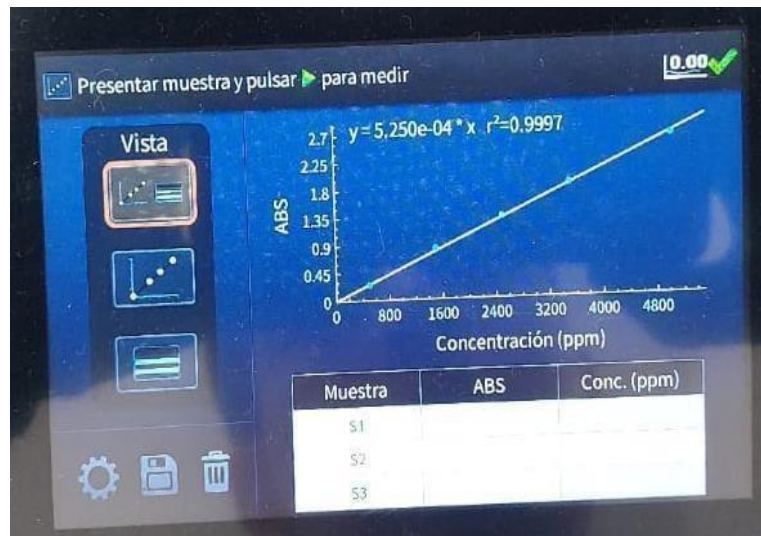 Presentar muestra y pulsar para medir
0.00
Vista
y=5,250e-04*x r²=0.9997
2.7
2.25
1.8
1.35
0.9
0.45
0
ABS
0 800 1600 2400 3200 4000 4800
Concentración (ppm)
Muestra ABS Conc. (ppm)
S1
S2
S3